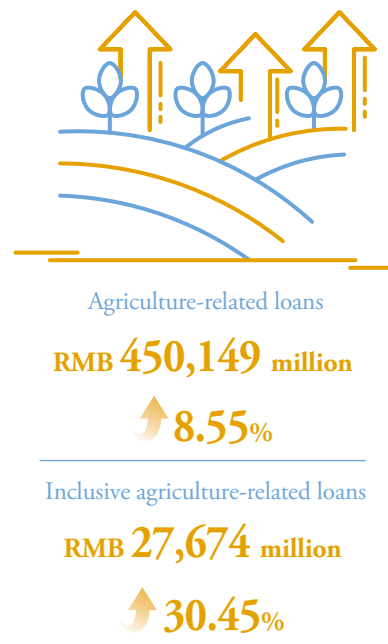 Agriculture-related loans
RMB 450,149 million
8.55%
Inclusive agriculture-related loans
RMB 27,674 million
30.45%